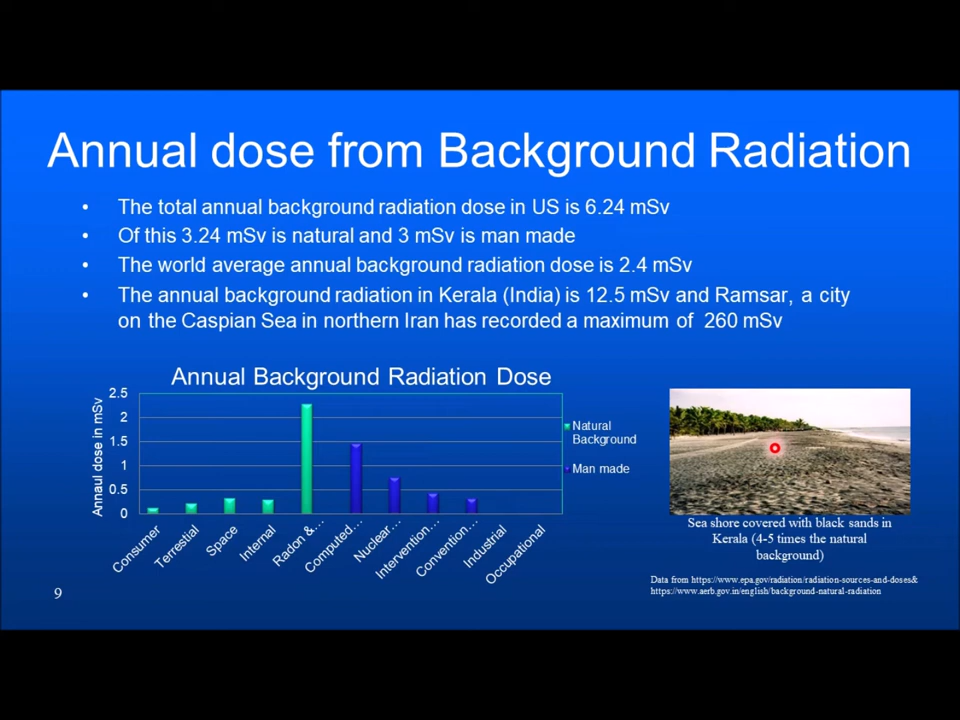 Annual dose from Background Radiation
• The total annual background radiation dose in US is 6.24 mSv
• Of this 3.24 mSv is natural and 3 mSv is man made
• The world average annual background radiation dose is 2.4 mSv
• The annual background radiation in Kerala (India) is 12.5 mSv and Ramsar, a city
on the Caspian Sea in northern Iran has recorded a maximum of 260 mSv
Annual Background Radiation Dose
Annaul dose in mSv
2.5
2
1.5
1
0.5
0
Consumer
Terrestial
Space
Internal
Radon &...
Computed...
Nuclear...
Intervention...
Convention...
Industrial
Occupational
Natural
Background
Man made
Sea shore covered with black sands in
Kerala (4-5 times the natural
background)
Data from https://www.epa.gov/radiation/radiation-sources-and-doses&
https://www.aerb.gov.in/english/background-natural-radiation
9